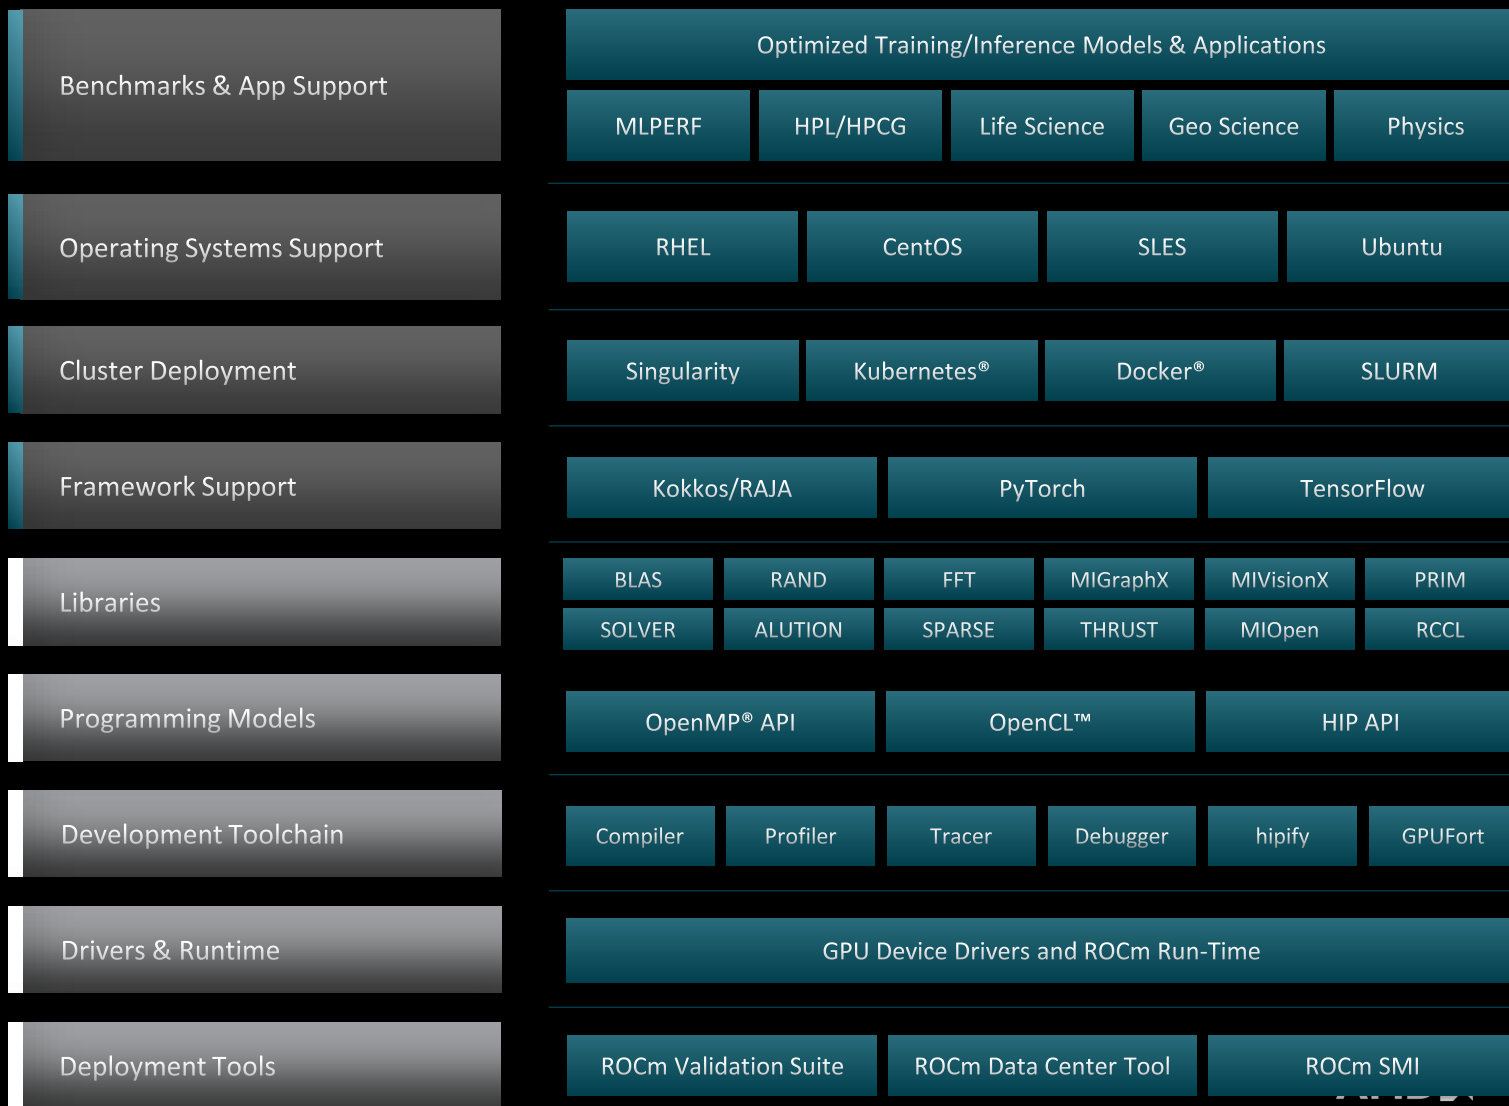 Benchmarks & App Support
Optimized Training/Inference Models & Applications
MLPERF
HPL/HPCG
Life Science
Geo Science
Physics
Operating Systems Support
RHEL
CentOS
SLES
Ubuntu
Cluster Deployment
Singularity
Kubernetes®
Docker®
SLURM
Framework Support
Kokkos/RAJA
PyTorch
TensorFlow
Libraries
BLAS
RAND
FFT
MIGraphX
MIVisionX
PRIM
SOLVER
ALUTION
SPARSE
THRUST
MIOpen
RCCL
Programming Models
OpenMP® API
OpenCL™
HIP API
Development Toolchain
Compiler
Profiler
Tracer
Debugger
hipify
GPUFort
Drivers & Runtime
GPU Device Drivers and ROCm Run-Time
Deployment Tools
ROCm Validation Suite
ROCm Data Center Tool
ROCm SMI